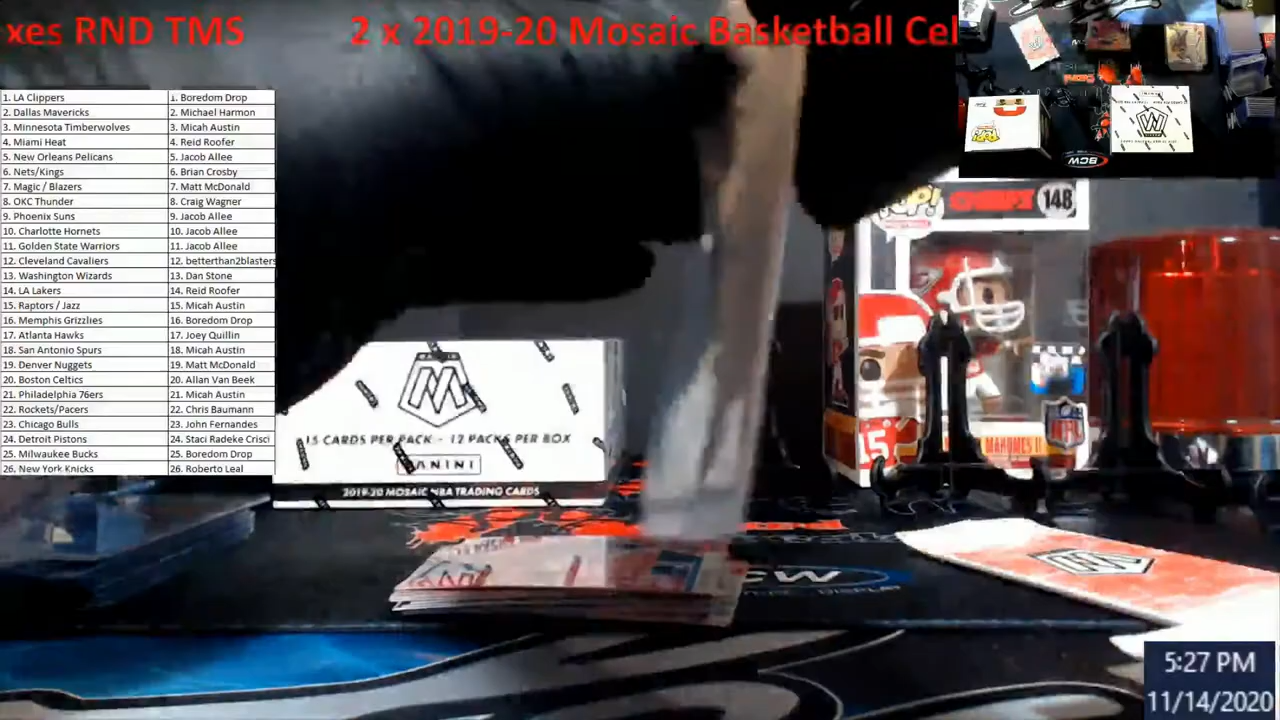 xes RND TMS 2 x 2019-20 Mosaic Basketball Cel
1. LA Clippers 1. Boredom Drop
2. Dallas Mavericks 2. Michael Harmon
3. Minnesota Timberwolves 3. Micah Austin
4. Miami Heat 4. Reid Roofer
5. New Orleans Pelicans 5. Jacob Allee
6. Nets/Kings 6. Brian Crosby
7. Magic / Blazers 7. Matt McDonald
8. OKC Thunder 8. Craig Wagner
9. Phoenix Suns 9. Jacob Allee
10. Charlotte Hornets 10. Jacob Allee
11. Golden State Warriors 11. Jacob Allee
12. Cleveland Cavaliers 12. betterthan2blasters
13. Washington Wizards 13. Dan Stone
14. LA Lakers 14. Reid Roofer
15. Raptors / Jazz 15. Micah Austin
16. Memphis Grizzlies 16. Boredom Drop
17. Atlanta Hawks 17. Joey Quillin
18. San Antonio Spurs 18. Micah Austin
19. Denver Nuggets 19. Matt McDonald
20. Boston Celtics 20. Allan Van Beek
21. Philadelphia 76ers 21. Micah Austin
22. Rockets/Pacers 22. Chris Baumann
23. Chicago Bulls 23. John Fernandes
24. Detroit Pistons 24. Staci Radeke Crisci
25. Milwaukee Bucks 25. Boredom Drop
26. New York Knicks 26. Roberto Leal
POP!
CHIEFS 148
15 CARDS PER PACK - 12 PACKS PER BOX
PANINI
2019-20 MOSAIC NBA TRADING CARDS
15
NFL
MAHOMES II
BCW
DISPLAY
BCW
5:27 PM
11/14/2020